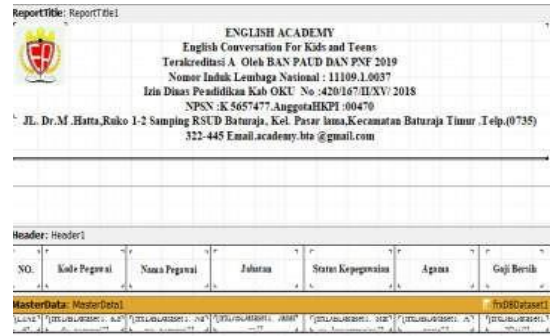 ReportTitle: ReportTitle1
ENGLISH ACADEMY
English Conversation For Kids and Teens
Terakreditasi A Oleh BAN PAUD DAN PNF 2019
Nomor Induk Lembaga Nasional : 11109.1.0037
Izin Dinas Pendidikan Kab OKU No :420/167/II/XV/ 2018
NPSN :K5657477.AnggotaHKPI :00470
JL. Dr.M .Hatta,Ruko 1-2 Samping RSUD Baturaja, Kel. Pasar lama,Kecamatan Baturaja Timur .Telp.(0735)
322-445 Email.academy.bta @gmail.com
Header: Header1
NO. Kode Pegawai Nama Pegawai Jabatan Status Kepegawaian Agama Gaji Bersih
MasterData: MasterData1 frxDBDataset1